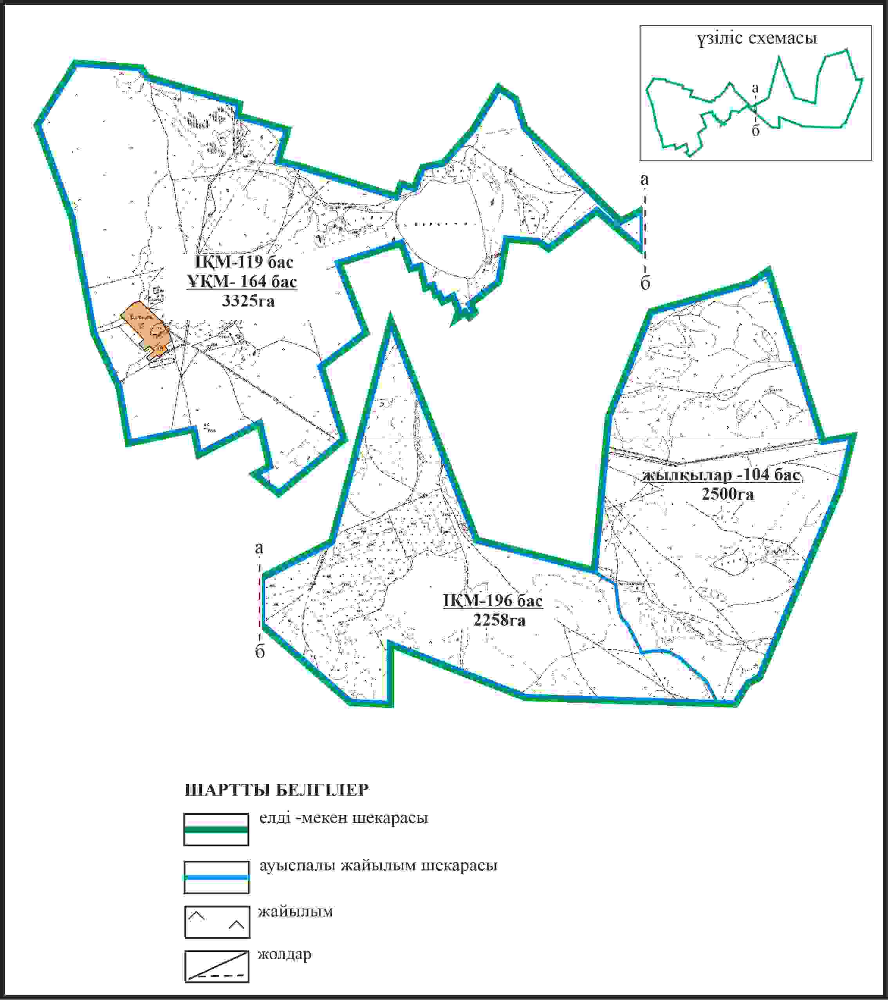 үзіліс схемасы
а
б
а
б
ІҚМ-119 бас
ҰҚМ- 164 бас
3325га
жылқылар -104 бас
2500га
а
б
ІҚМ-196 бас
2258га
ШАРТТЫ БЕЛГІЛЕР
елді -мекен шекарасы
ауыспалы жайылым шекарасы
жайылым
жолдар